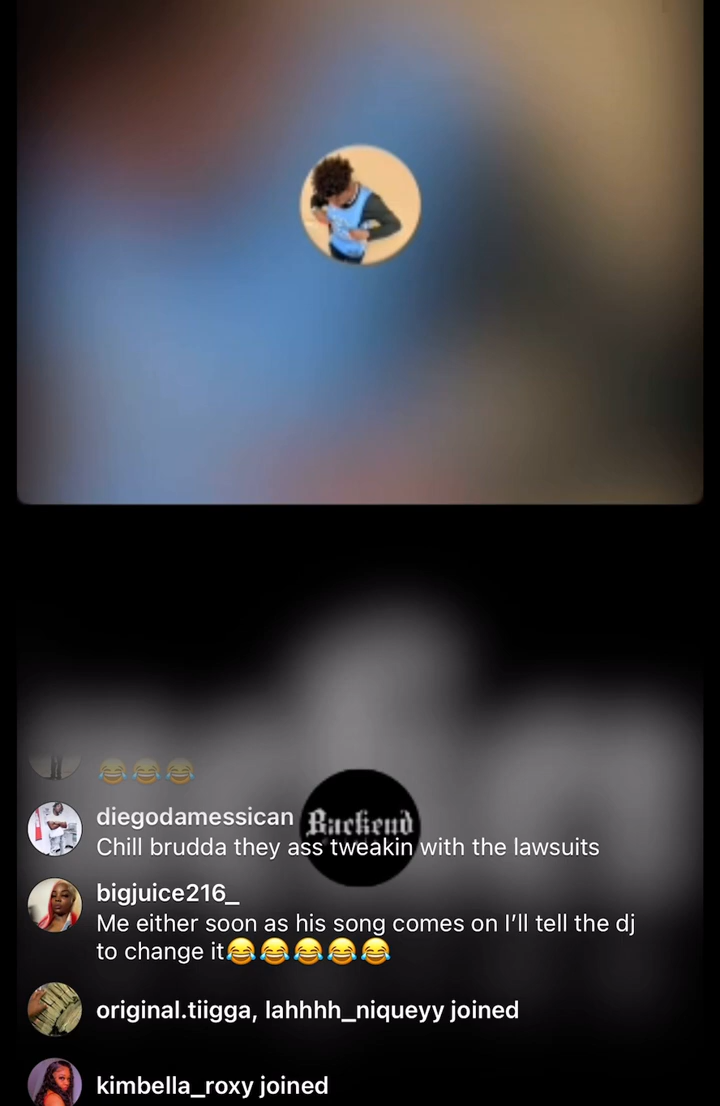 😂😂😂
diegodamessican
Backend
Chill brudda they ass tweakin with the lawsuits
bigjuice216_
Me either soon as his song comes on I’ll tell the dj
to change it😂😂😂😂😂
original.tiigga, lahhhh_niqueyy joined
kimbella_roxy joined